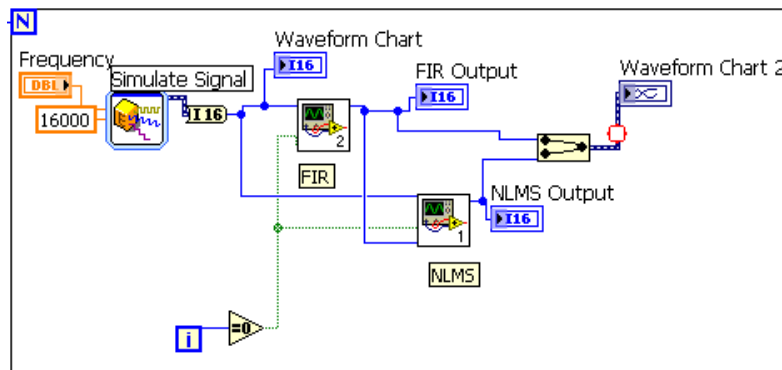 N
Waveform Chart
I16
Frequency
DBL
Simulate Signal
16000
I 16
FIR Output
I16
Waveform Chart 2
2
FIR
NLMS Output
I16
1
NLMS
=0
i